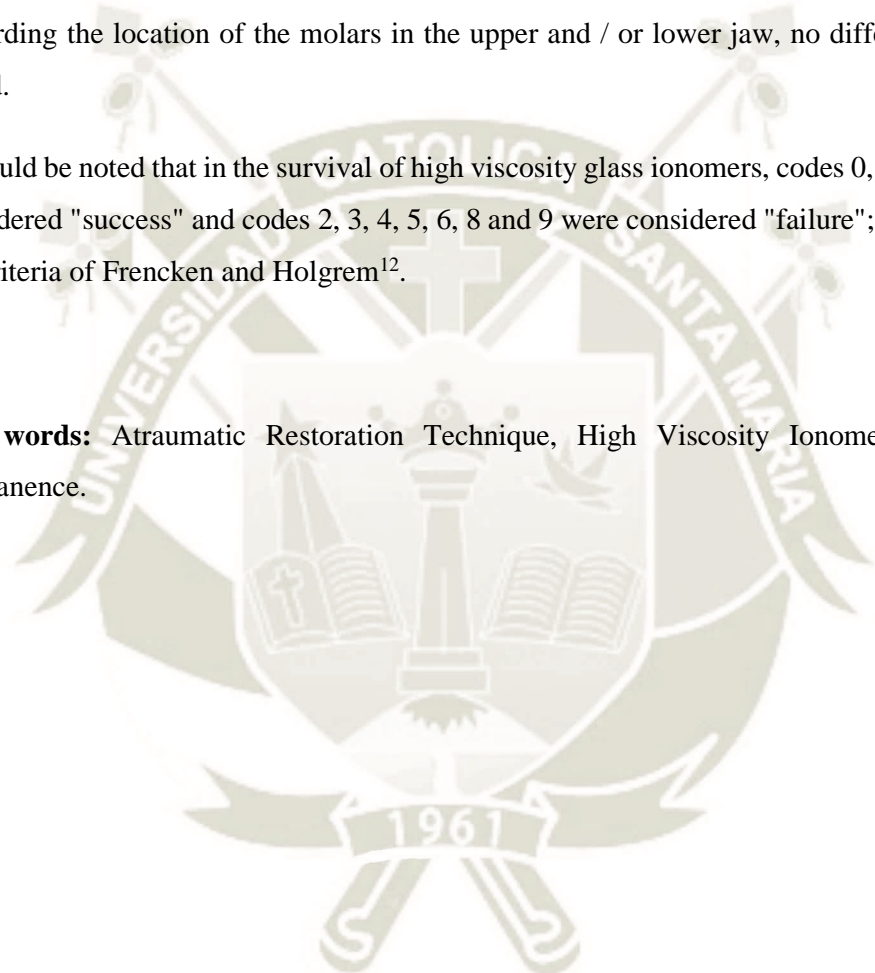 rding the location of the molars in the upper and / or lower jaw, no diffe
l.
ould be noted that in the survival of high viscosity glass ionomers, codes 0,
dered "success" and codes 2, 3, 4, 5, 6, 8 and 9 were considered "failure";
riteria of Frencken and Holgrem12.
words: Atraumatic Restoration Technique, High Viscosity Ionome
anence.
UNIVERSIDAD CATOLICA SANTA MARIA
1961